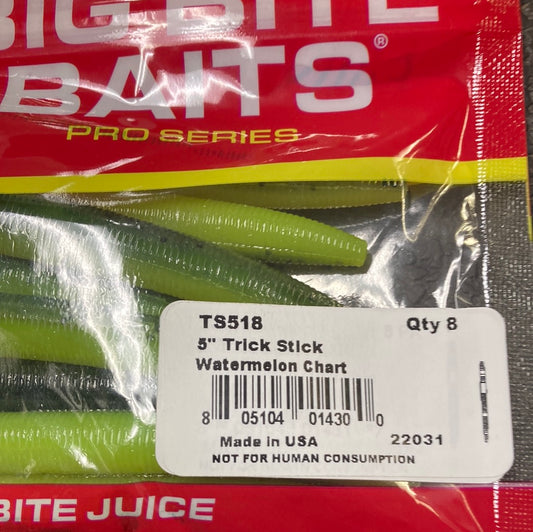 BIG BITE
BAITS®
PRO SERIES
TS518 Qty 8
5" Trick Stick
Watermelon Chart
8 05104 01430 0
Made in USA 22031
NOT FOR HUMAN CONSUMPTION
BITE JUICE